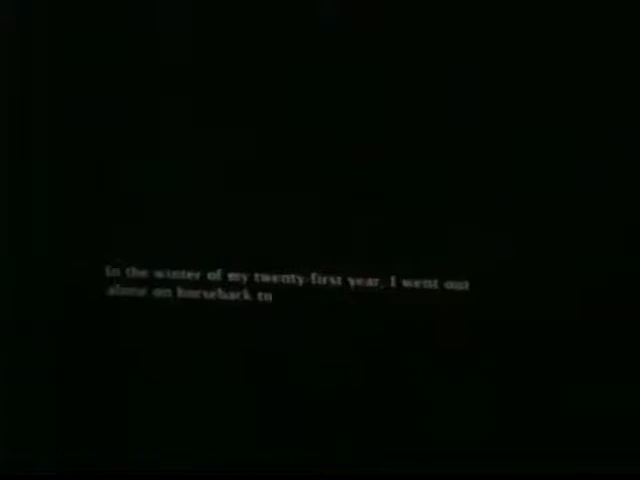 In the winter of my twenty-first year, I went out
alone on horseback to